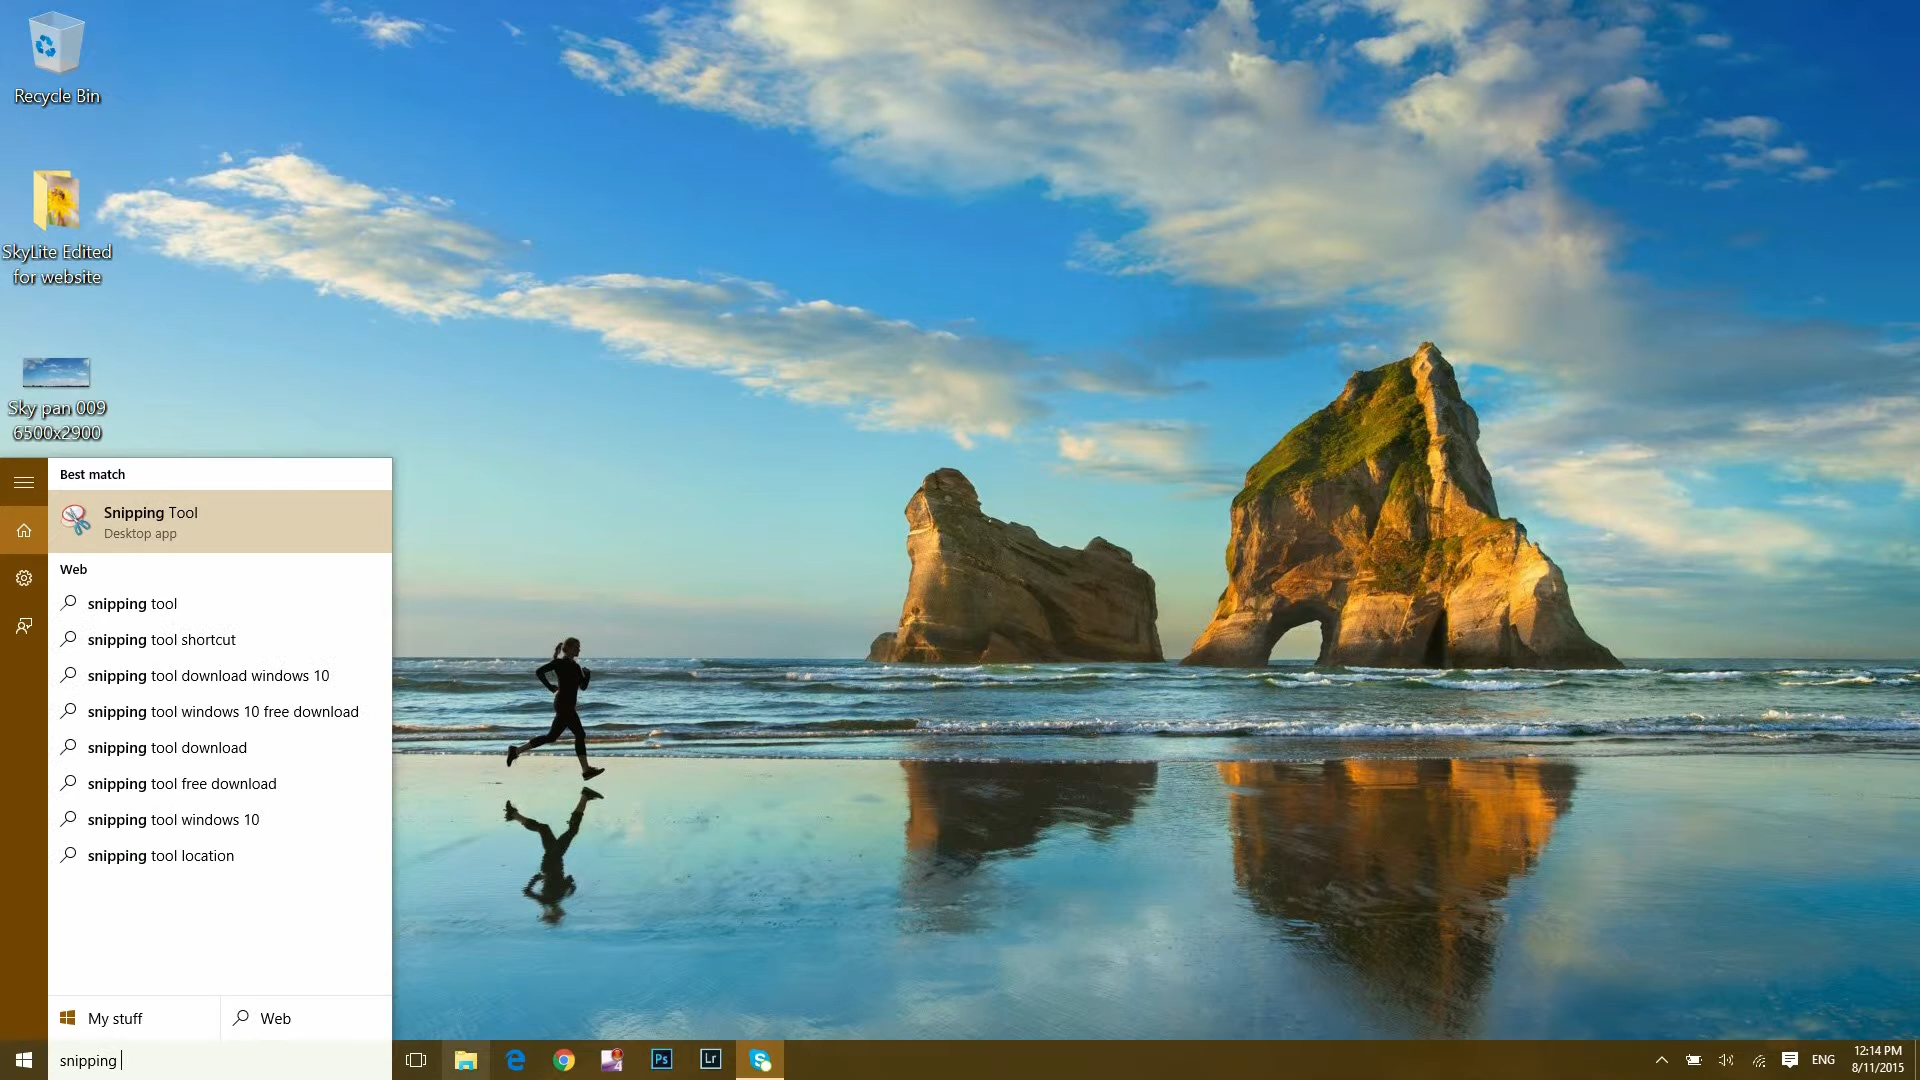 Recycle Bin
SkyLite Edited
for website
Sky pan 009
6500x2900
Best match
Snipping Tool
Desktop app
Web
snipping tool
snipping tool shortcut
snipping tool download windows 10
snipping tool windows 10 free download
snipping tool download
snipping tool free download
snipping tool windows 10
snipping tool location
My stuff
Web
snipping
4
Ps
Lr
S
ENG
12:14 PM
8/11/2015